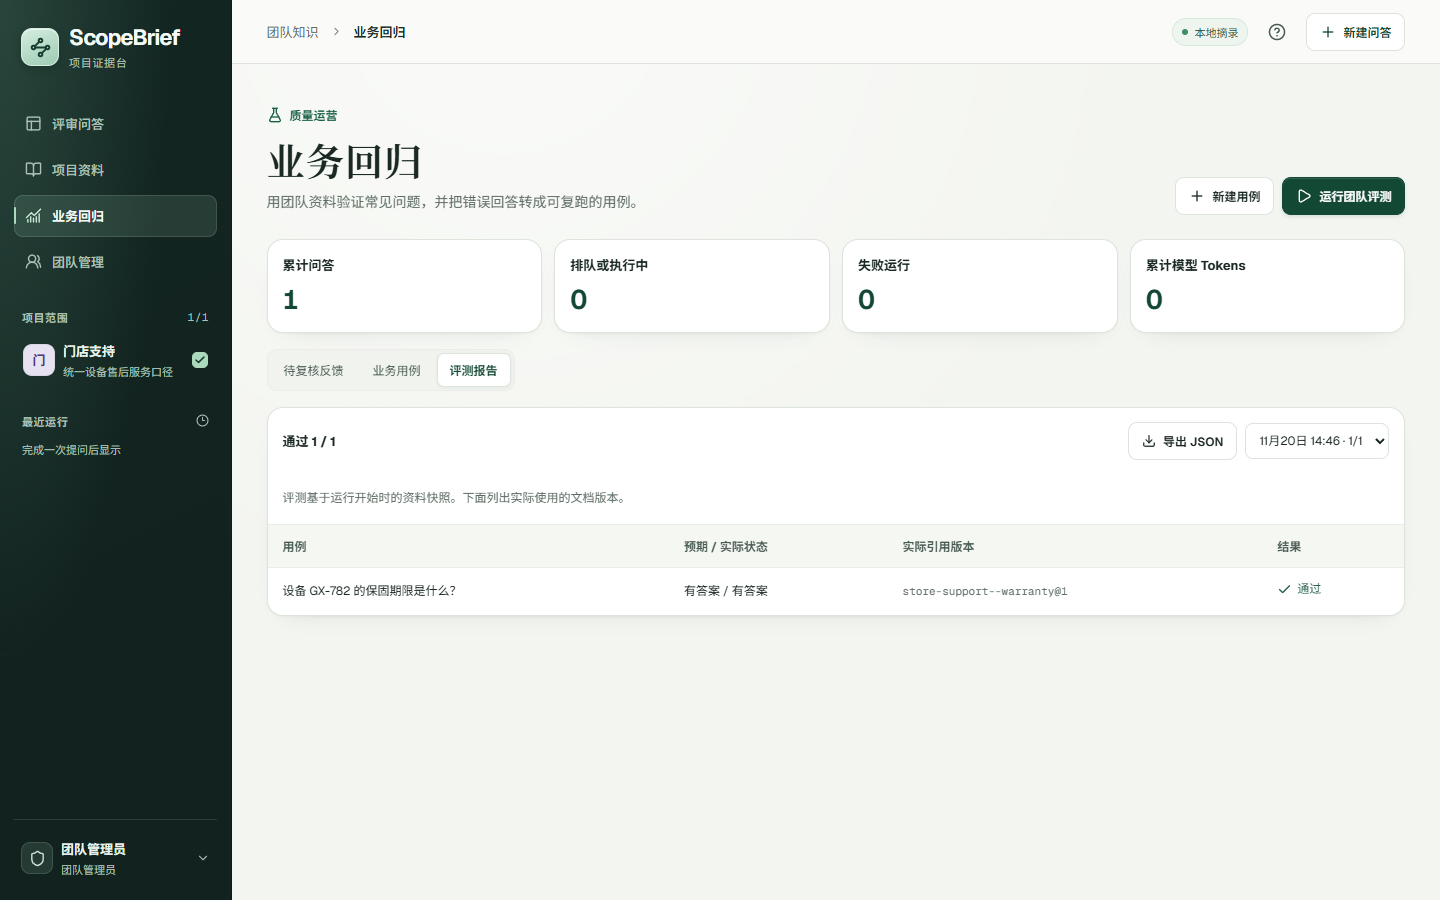 ScopeBrief
项目证据台
评审问答
项目资料
业务回归
团队管理
项目范围 1/1
门
门店支持
统一设备售后服务口径
最近运行
完成一次提问后显示
团队管理员
团队管理员
团队知识 业务回归
本地摘录
新建问答
质量运营
业务回归
用团队资料验证常见问题，并把错误回答转成可复跑的用例。
新建用例
运行团队评测
累计问答
1
排队或执行中
0
失败运行
0
累计模型 Tokens
0
待复核反馈 业务用例 评测报告
通过 1 / 1
导出 JSON
11月20日 14:46 · 1/1
评测基于运行开始时的资料快照。下面列出实际使用的文档版本。
用例 预期 / 实际状态 实际引用版本 结果
设备 GX-782 的保固期限是什么？ 有答案 / 有答案 store-support--warranty@1 通过